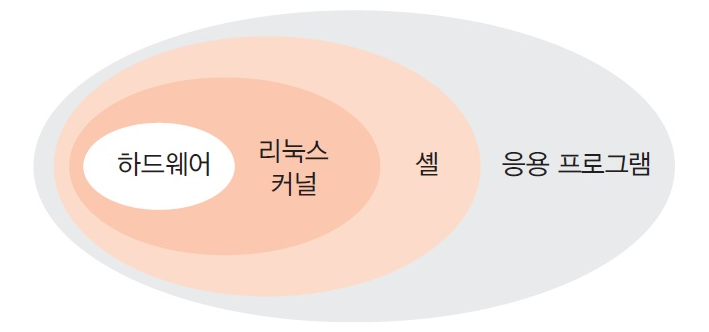 하드웨어
리눅스
커널
셸
응용 프로그램